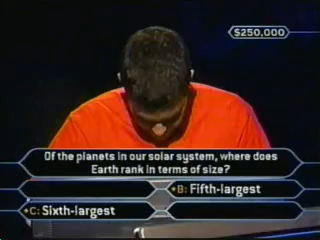 $250,000
Of the planets in our solar system, where does
Earth rank in terms of size?
B: Fifth-largest
C: Sixth-largest